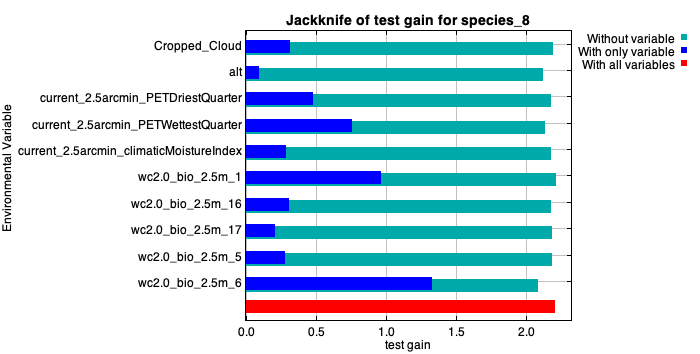 Jackknife of test gain for species_8
Without variable
With only variable
With all variables
Environmental Variable
Cropped_Cloud
alt
current_2.5arcmin_PETDriestQuarter
current_2.5arcmin_PETWettestQuarter
current_2.5arcmin_climaticMoistureIndex
wc2.0_bio_2.5m_1
wc2.0_bio_2.5m_16
wc2.0_bio_2.5m_17
wc2.0_bio_2.5m_5
wc2.0_bio_2.5m_6
0.0 0.5 1.0 1.5 2.0
test gain